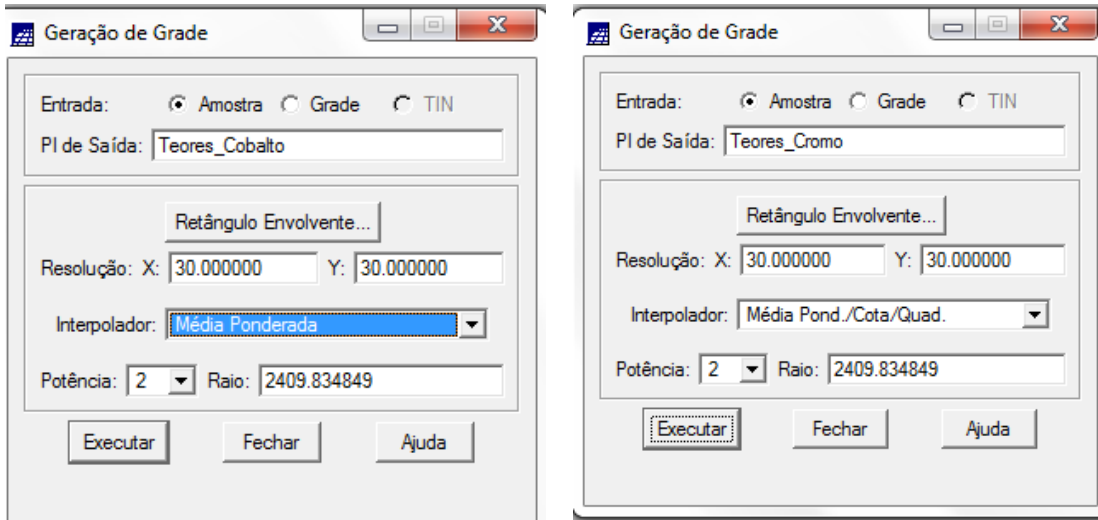 Geração de Grade
Entrada: Amostra Grade TIN
PI de Saída: Teores_Cobalto
Retângulo Envolvente...
Resolução: X: 30.000000 Y: 30.000000
Interpolador: Média Ponderada
Potência: 2 Raio: 2409.834849
Executar Fechar Ajuda
Geração de Grade
Entrada: Amostra Grade TIN
PI de Saída: Teores_Cromo
Retângulo Envolvente...
Resolução: X: 30.000000 Y: 30.000000
Interpolador: Média Pond./Cota/Quad.
Potência: 2 Raio: 2409.834849
Executar Fechar Ajuda